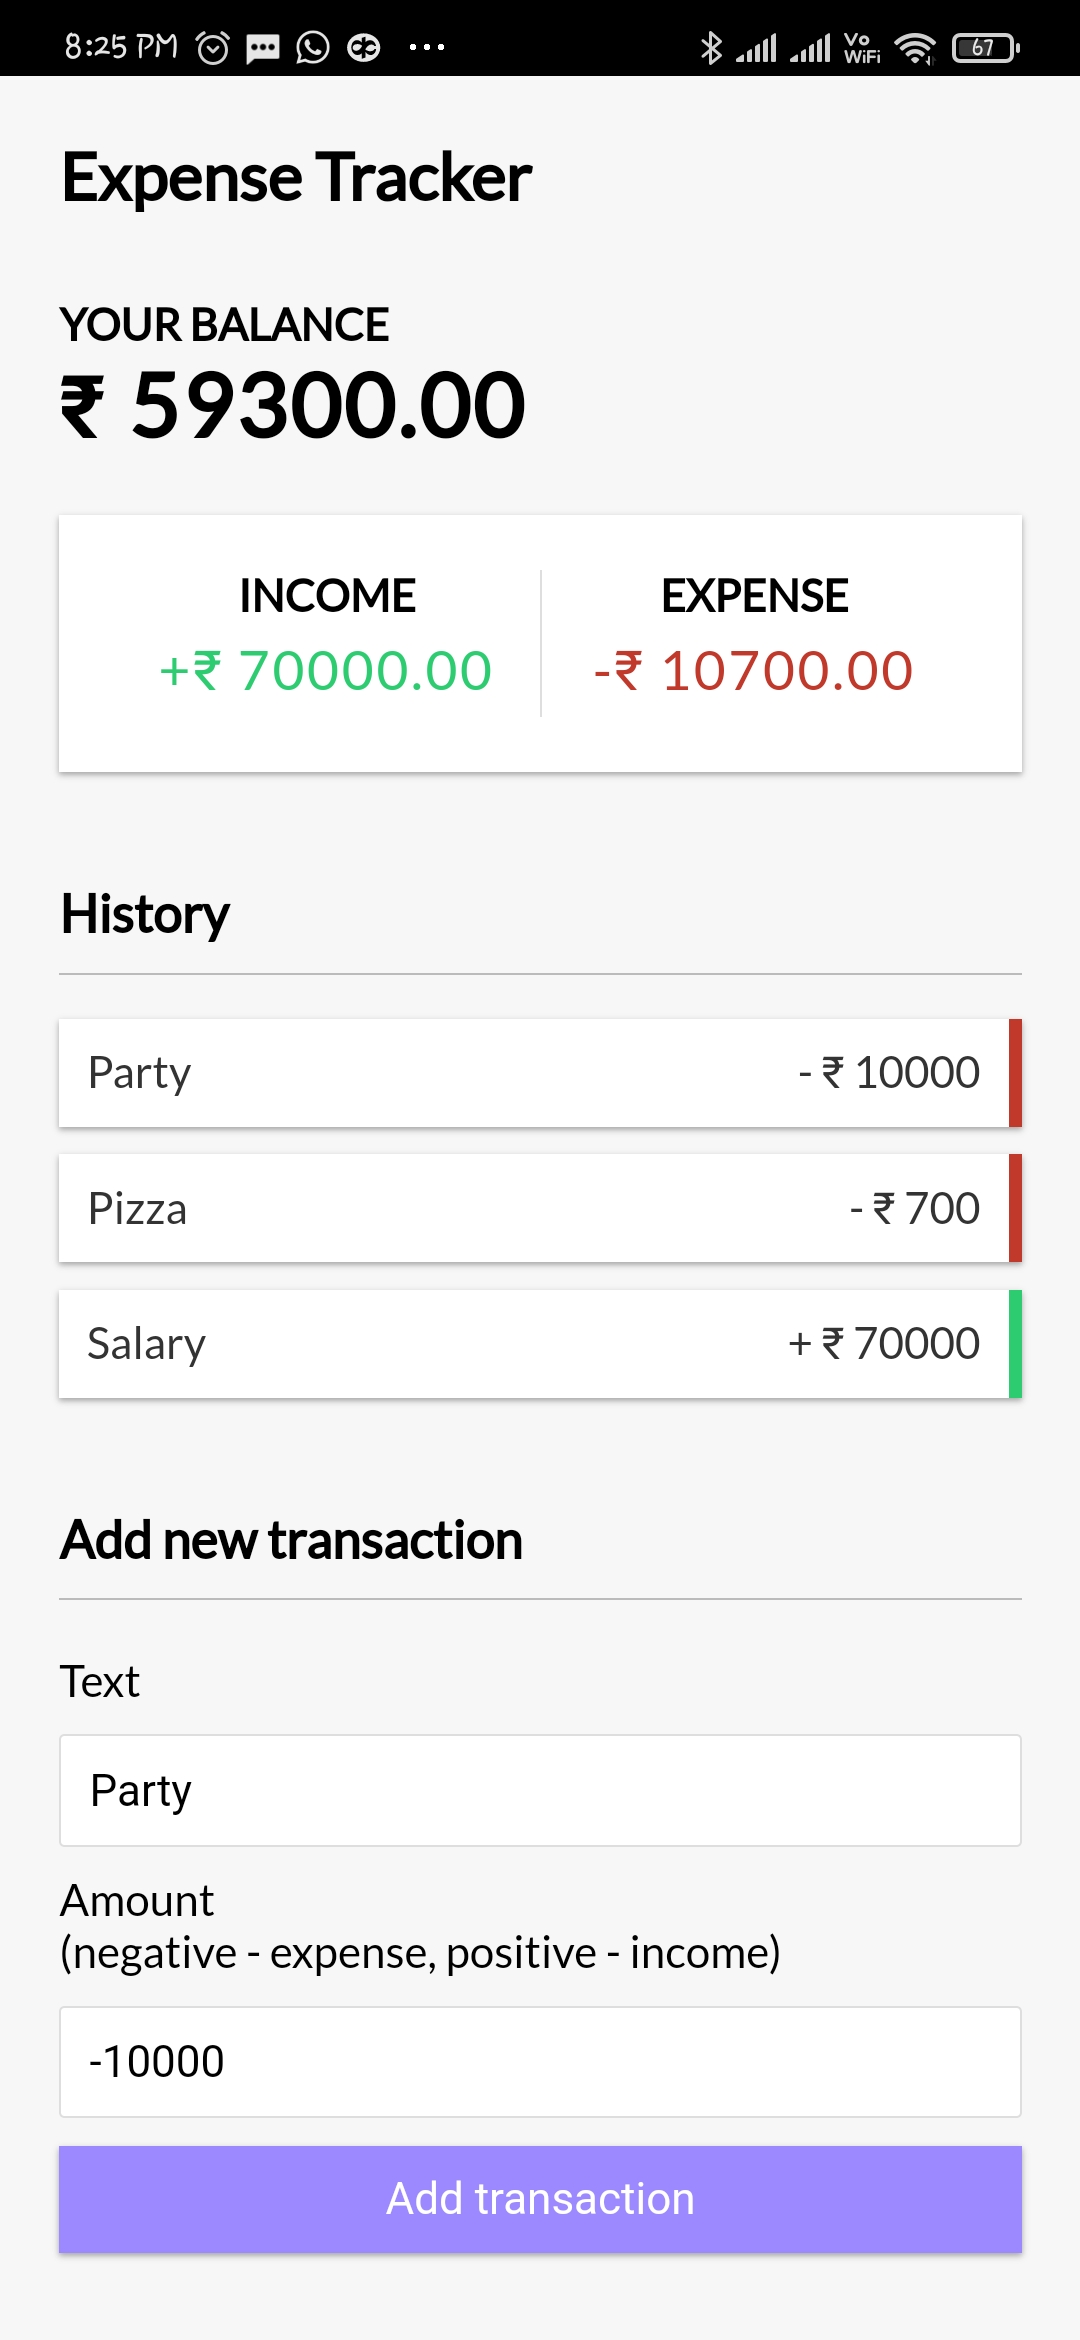 8:25 PM
Vo
WiFi
67
Expense Tracker
YOUR BALANCE
₹ 59300.00
INCOME
EXPENSE
+₹ 70000.00
-₹ 10700.00
History
Party - ₹ 10000
Pizza - ₹ 700
Salary + ₹ 70000
Add new transaction
Text
Party
Amount
(negative - expense, positive - income)
-10000
Add transaction